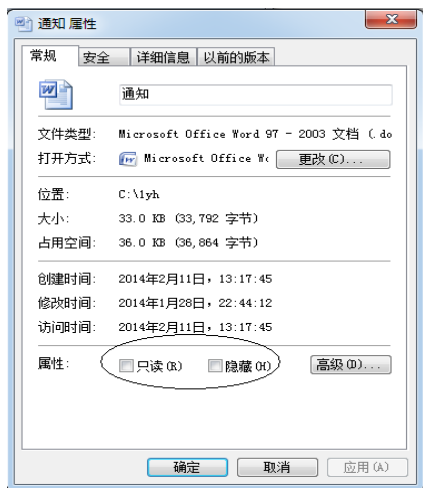 通知 属性
常规 安全 详细信息 以前的版本
通知
文件类型: Microsoft Office Word 97 - 2003 文档 (.do
打开方式: Microsoft Office Wo 更改(C)...
位置: C:\lyh
大小: 33.0 KB (33,792 字节)
占用空间: 36.0 KB (36,864 字节)
创建时间: 2014年2月11日，13:17:45
修改时间: 2014年1月28日，22:44:12
访问时间: 2014年2月11日，13:17:45
属性: 只读(R) 隐藏(H) 高级(D)...
确定 取消 应用(A)